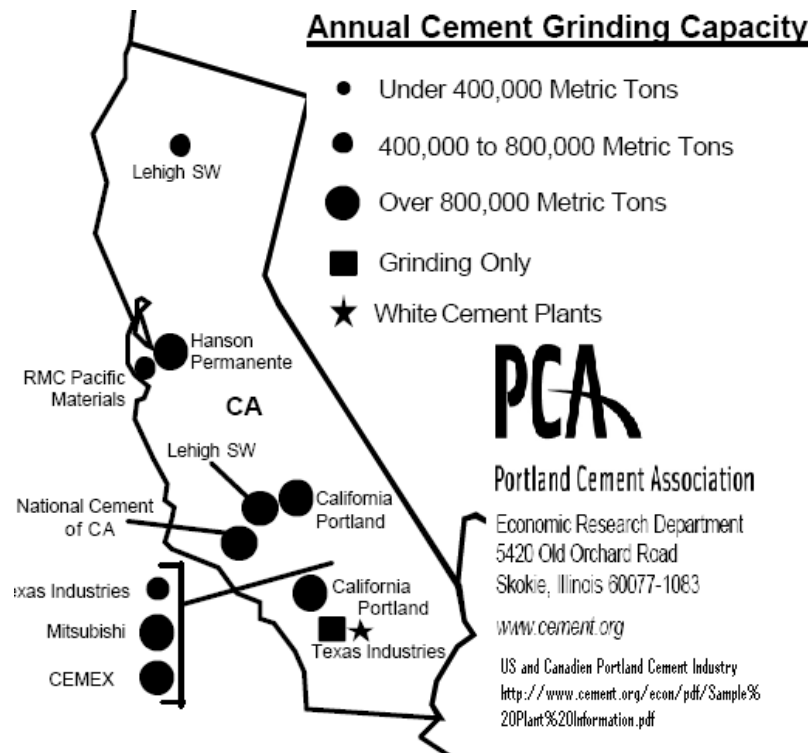 Annual Cement Grinding Capacity
Under 400,000 Metric Tons
400,000 to 800,000 Metric Tons
Over 800,000 Metric Tons
Grinding Only
White Cement Plants
Lehigh SW
Hanson
Permanente
RMC Pacific
Materials
CA
Lehigh SW
California
Portland
National Cement
of CA
exas Industries
Mitsubishi
CEMEX
California
Portland
Texas Industries
PCA
Portland Cement Association
Economic Research Department
5420 Old Orchard Road
Skokie, Illinois 60077-1083
www.cement.org
US and Canadien Portland Cement Industry
http://www.cement.org/econ/pdf/Sample%
20Plant%20Information.pdf